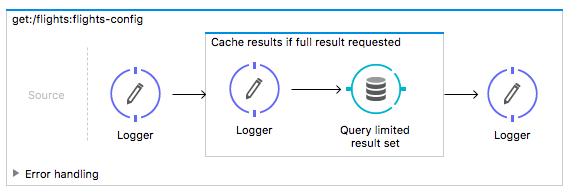 get:/flights:flights-config
Cache results if full result requested
Source
Logger
Logger
Query limited
result set
Logger
Error handling